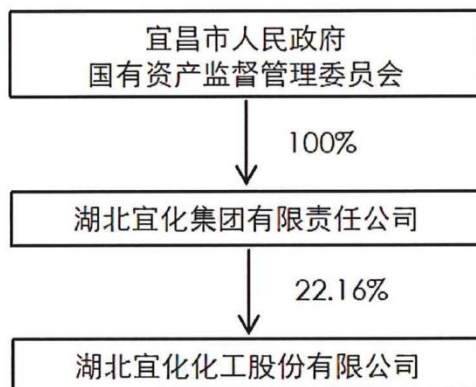 宜昌市人民政府
国有资产监督管理委员会
100%
湖北宜化集团有限责任公司
22.16%
湖北宜化化工股份有限公司